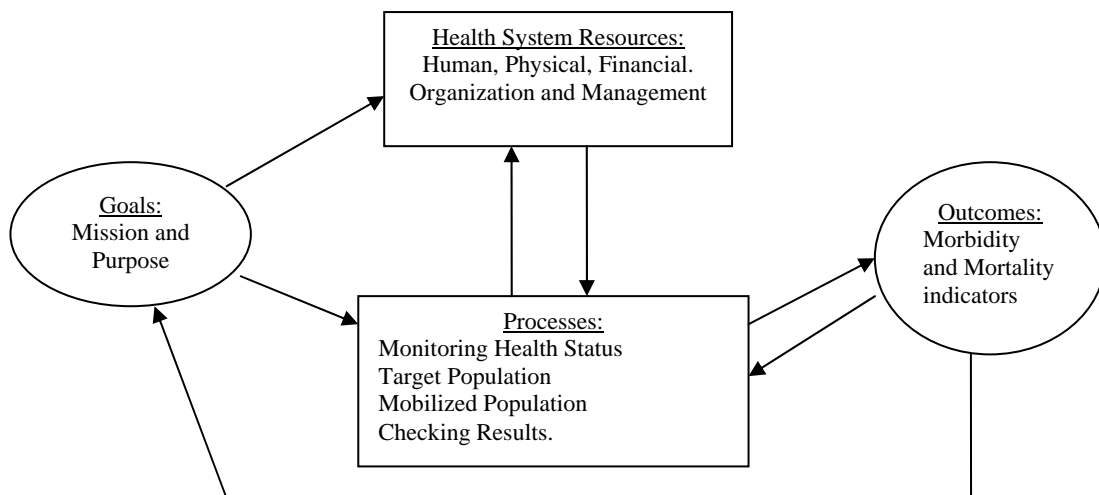 Health System Resources:
Human, Physical, Financial.
Organization and Management
Goals:
Mission and
Purpose
Outcomes:
Morbidity
and Mortality
indicators
Processes:
Monitoring Health Status
Target Population
Mobilized Population
Checking Results.